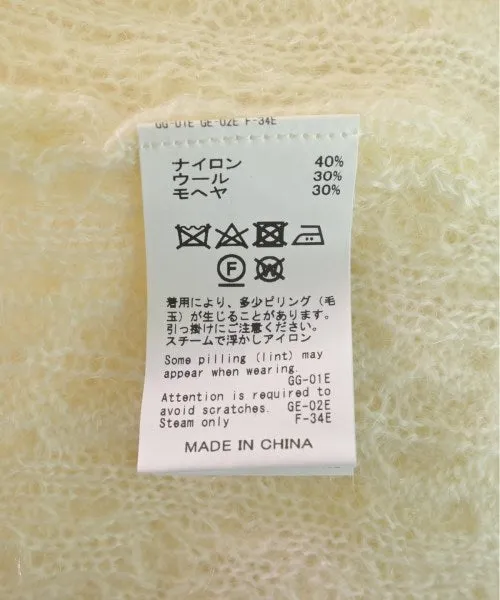 GG-01E GE-02E F-34E
ナイロン 40%
ウール 30%
モヘヤ 30%
F W
着用により、多少ピリング（毛
玉）が生じることがあります。
引っ掛けにご注意ください。
スチームで浮かしアイロン
Some pilling (lint) may
appear when wearing.
GG-01E
Attention is required to
avoid scratches. GE-02E
Steam only F-34E
MADE IN CHINA